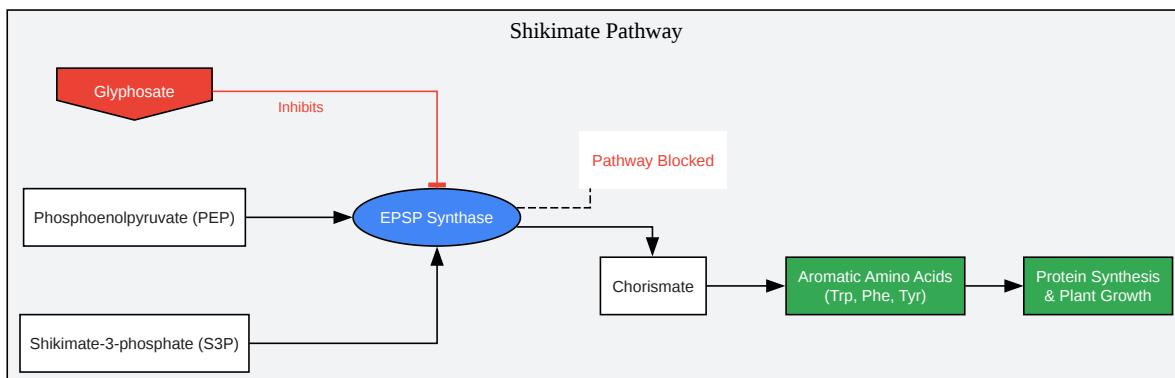 Shikimate Pathway
Glyphosate
Inhibits
Pathway Blocked
Phosphoenolpyruvate (PEP)
EPSP Synthase
Chorismate
Aromatic Amino Acids
(Trp, Phe, Tyr)
Protein Synthesis
& Plant Growth
Shikimate-3-phosphate (S3P)